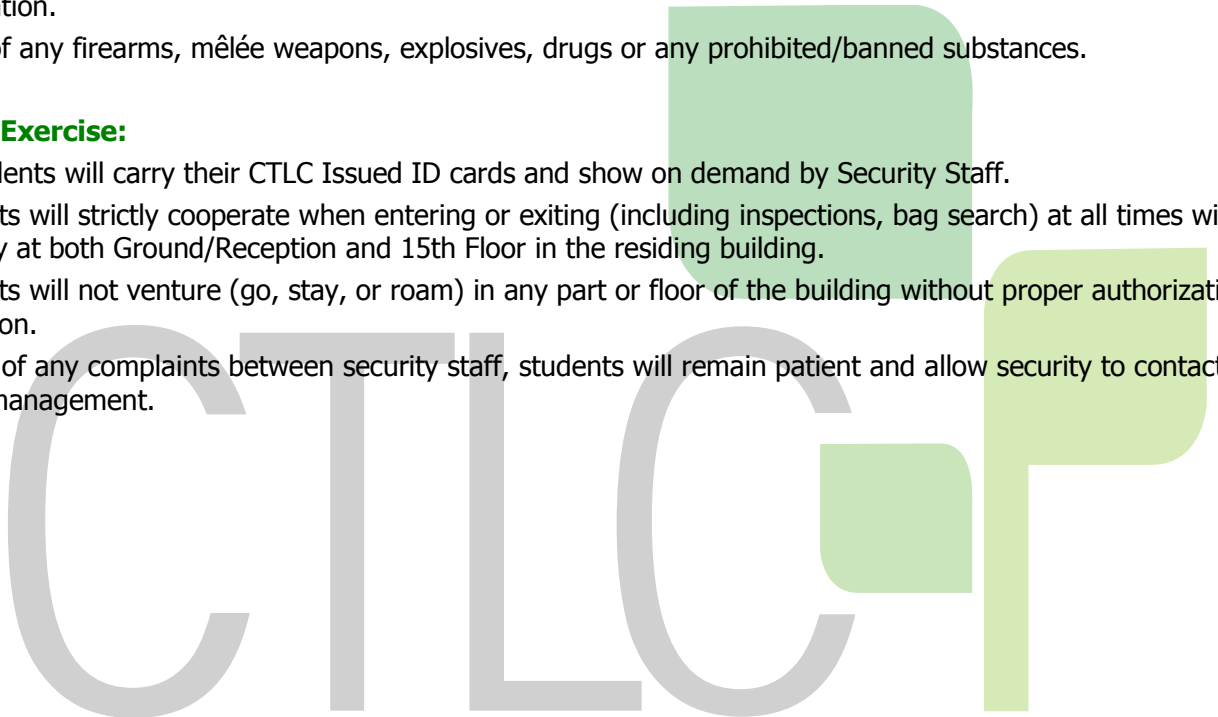 ation.
of any firearms, mêlée weapons, explosives, drugs or any prohibited/banned substances.
Exercise:
dents will carry their CTLC Issued ID cards and show on demand by Security Staff.
ts will strictly cooperate when entering or exiting (including inspections, bag search) at all times wi
y at both Ground/Reception and 15th Floor in the residing building.
ts will not venture (go, stay, or roam) in any part or floor of the building without proper authorizati
on.
of any complaints between security staff, students will remain patient and allow security to contact
management.
CTLC